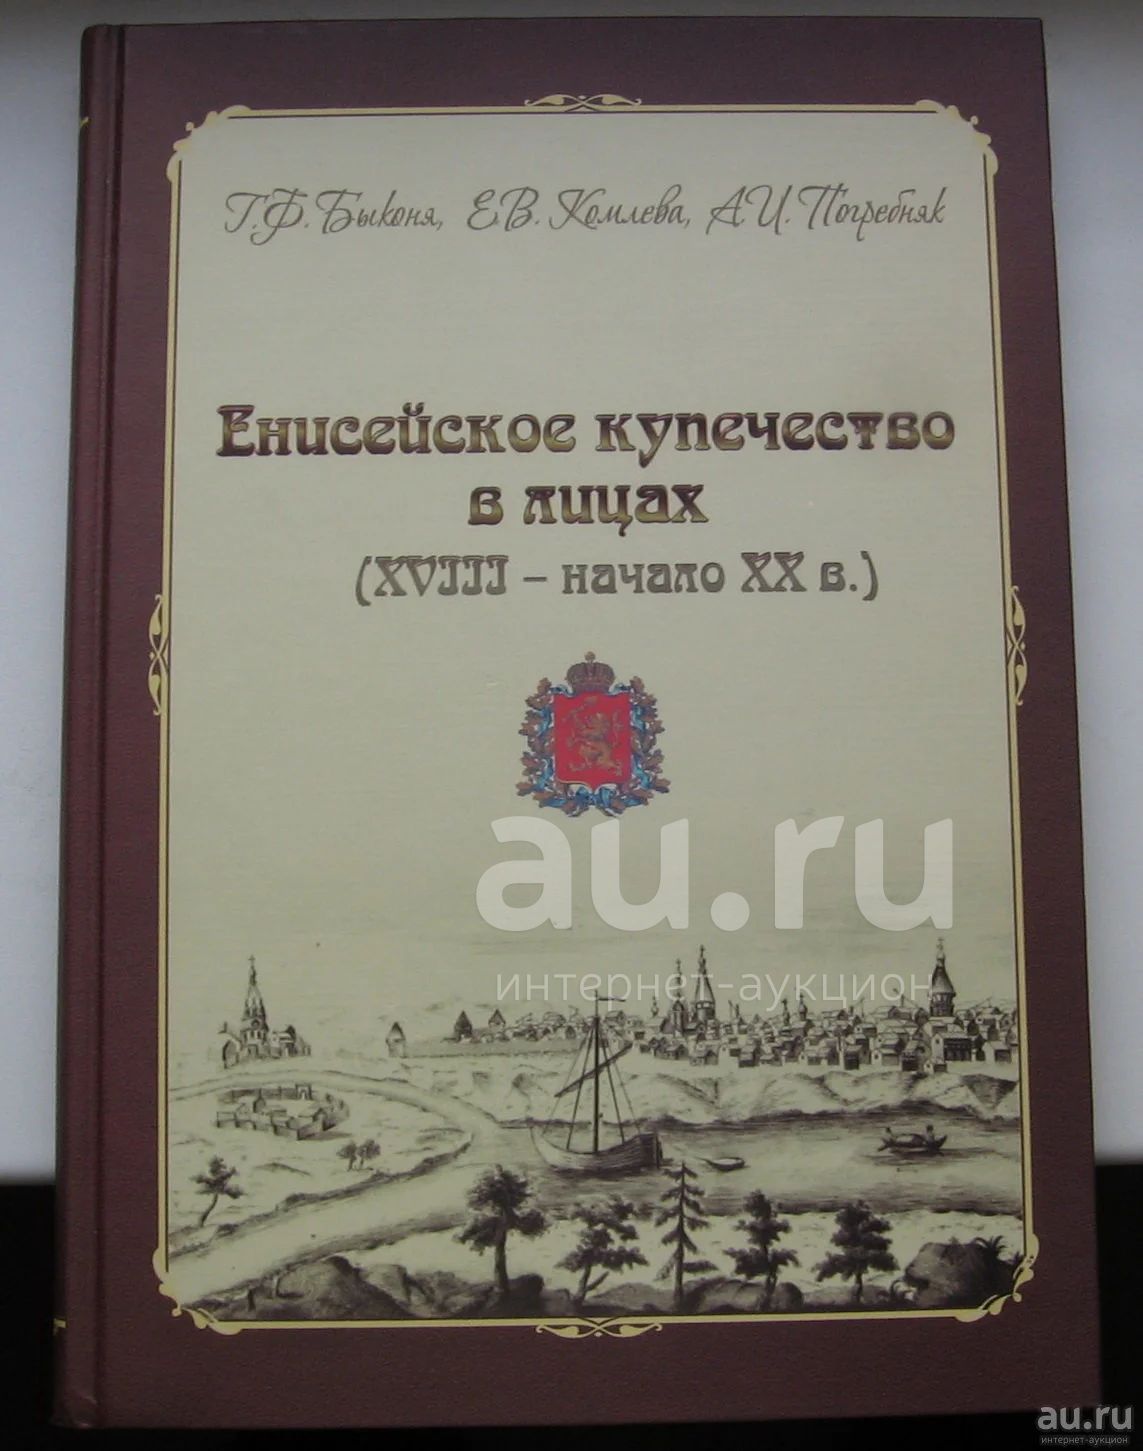 Г.Ф. Быконя, Е.В. Комлева, А.И. Погребняк
Енисейское купечество
в лицах
(XVIII – начало XX в.)
au.ru
интернет-аукцион
au.ru
интернет-аукцион